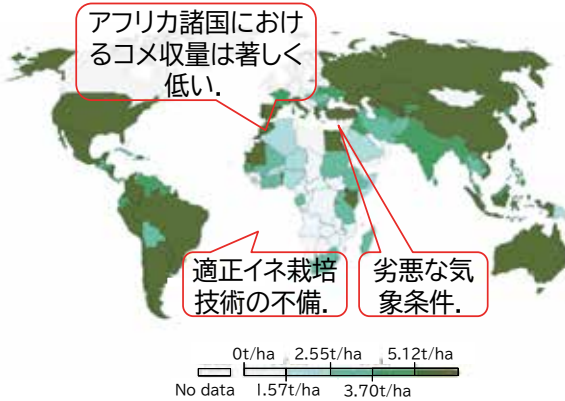 アフリカ諸国におけ
るコメ収量は著しく
低い.
適正イネ栽培
技術の不備.
劣悪な気
象条件.
0t/ha 2.55t/ha 5.12t/ha
No data 1.57t/ha 3.70t/ha